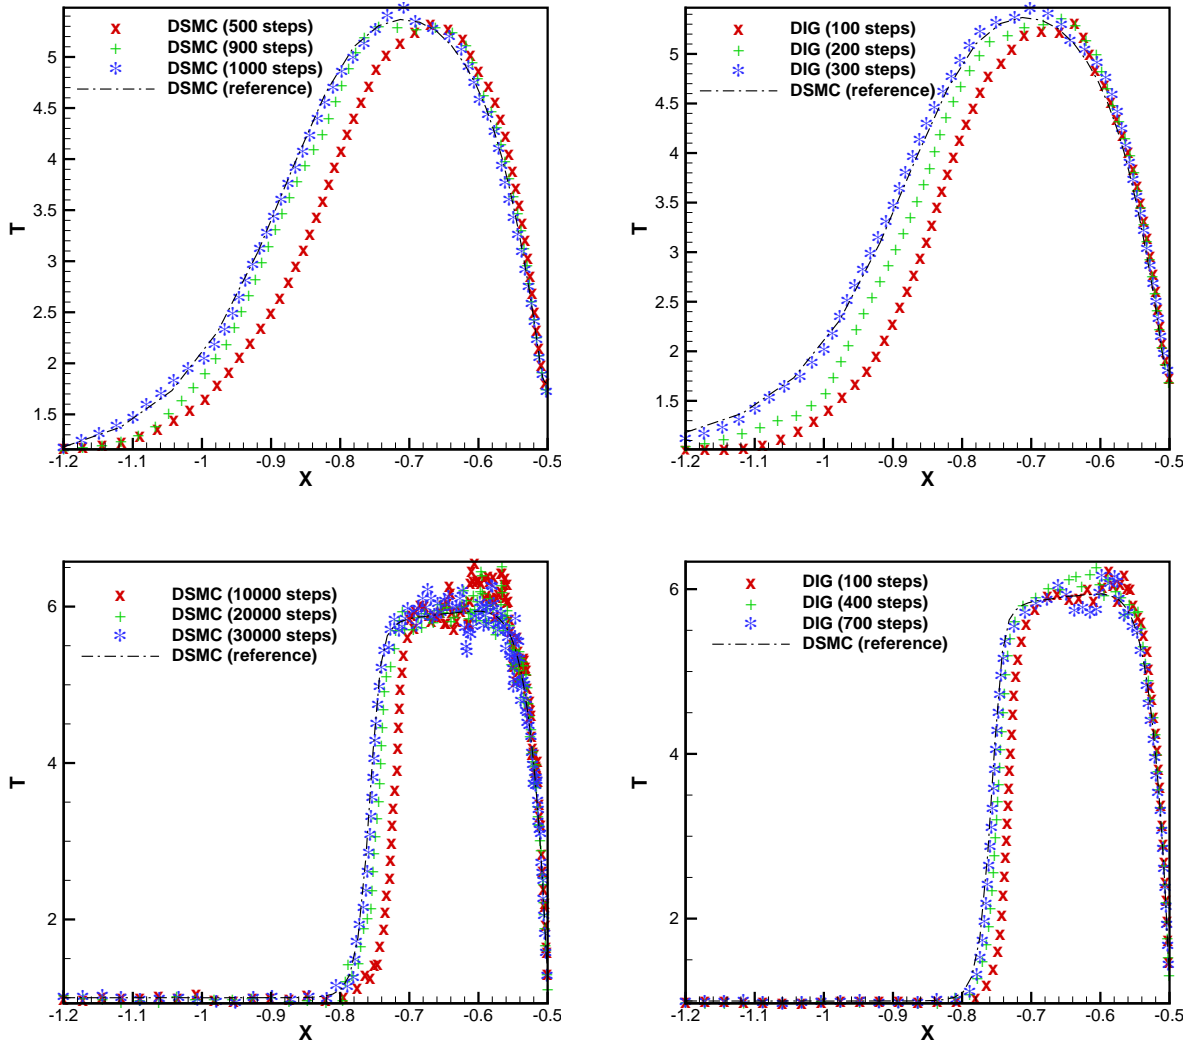 DSMC (500 steps)
DSMC (900 steps)
DSMC (1000 steps)
DSMC (reference)
T
5
4.5
4
3.5
3
2.5
2
1.5
-1.2 -1.1 -1 -0.9 -0.8 -0.7 -0.6 -0.5
X
DIG (100 steps)
DIG (200 steps)
DIG (300 steps)
DSMC (reference)
T
5
4.5
4
3.5
3
2.5
2
1.5
-1.2 -1.1 -1 -0.9 -0.8 -0.7 -0.6 -0.5
X
DSMC (10000 steps)
DSMC (20000 steps)
DSMC (30000 steps)
DSMC (reference)
T
6
4
2
-1.2 -1.1 -1 -0.9 -0.8 -0.7 -0.6 -0.5
X
DIG (100 steps)
DIG (400 steps)
DIG (700 steps)
DSMC (reference)
T
6
4
2
-1.2 -1.1 -1 -0.9 -0.8 -0.7 -0.6 -0.5
X